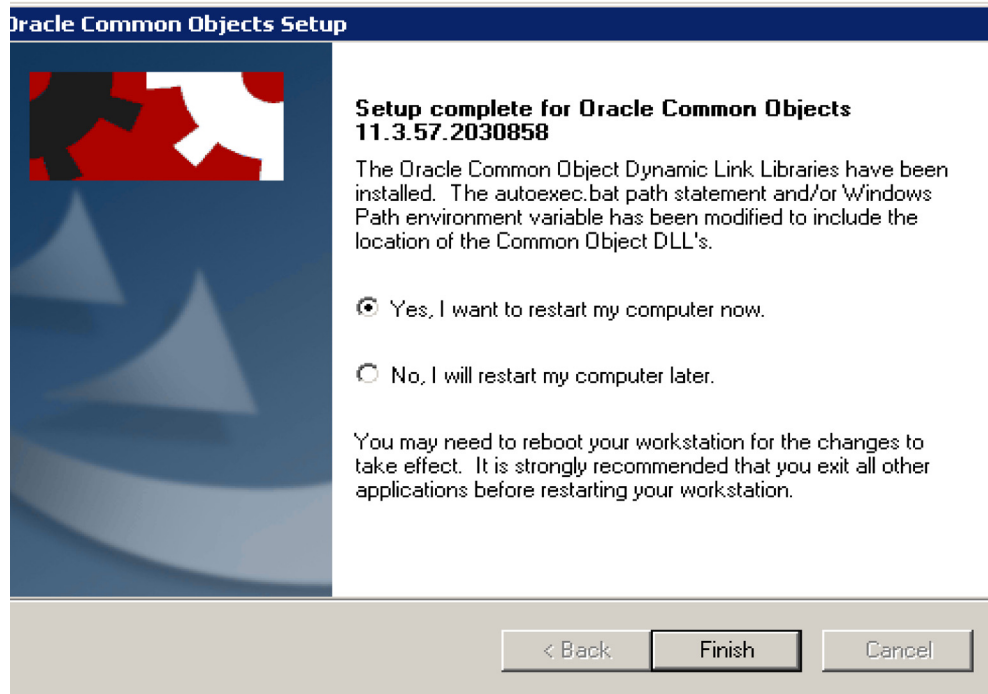 Oracle Common Objects Setup
Setup complete for Oracle Common Objects
11.3.57.2030858
The Oracle Common Object Dynamic Link Libraries have been
installed. The autoexec.bat path statement and/or Windows
Path environment variable has been modified to include the
location of the Common Object DLL's.
Yes, I want to restart my computer now.
No, I will restart my computer later.
You may need to reboot your workstation for the changes to
take effect. It is strongly recommended that you exit all other
applications before restarting your workstation.
< Back
Finish
Cancel